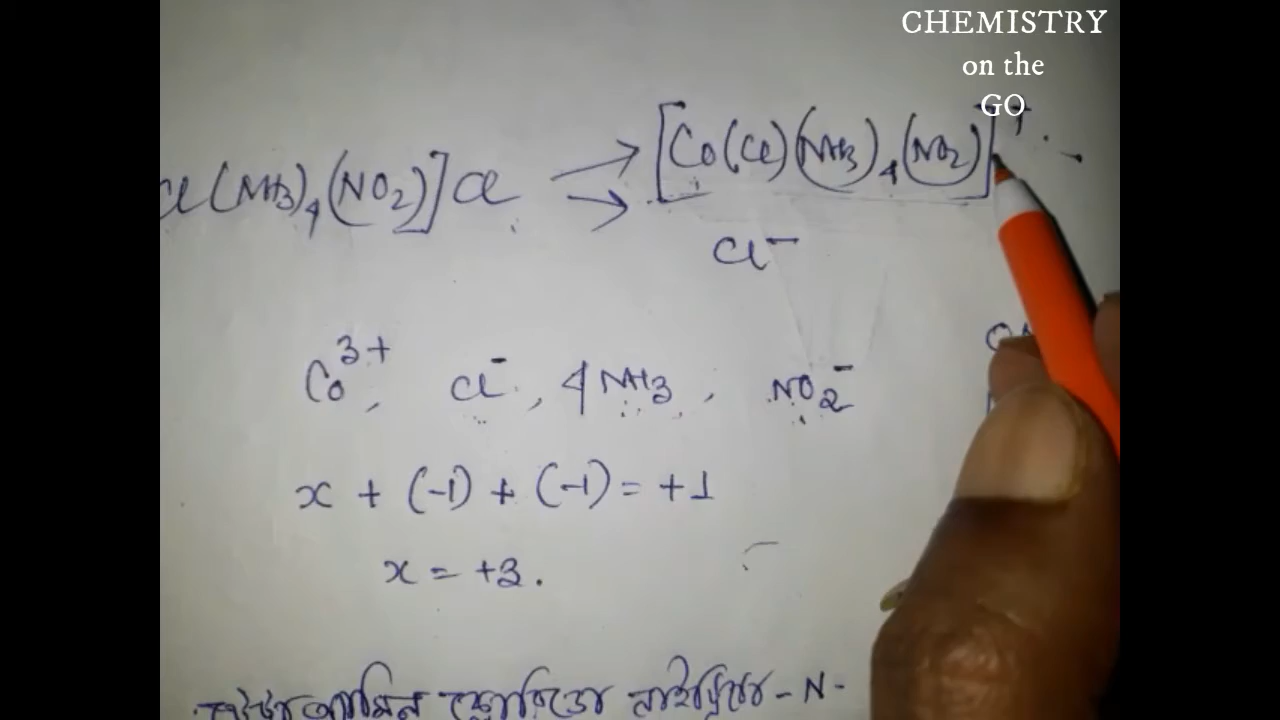 CHEMISTRY
on the
GO
Cl(NH3)4(NO2)]Cl → [Co(Cl)(NH3)4(NO2)]+
Cl-
Co3+, Cl-, 4NH3, NO2-
x + (-1) + (-1) = +1
x = +3.
ক্লোরিডো নাইট্রিটো-N-